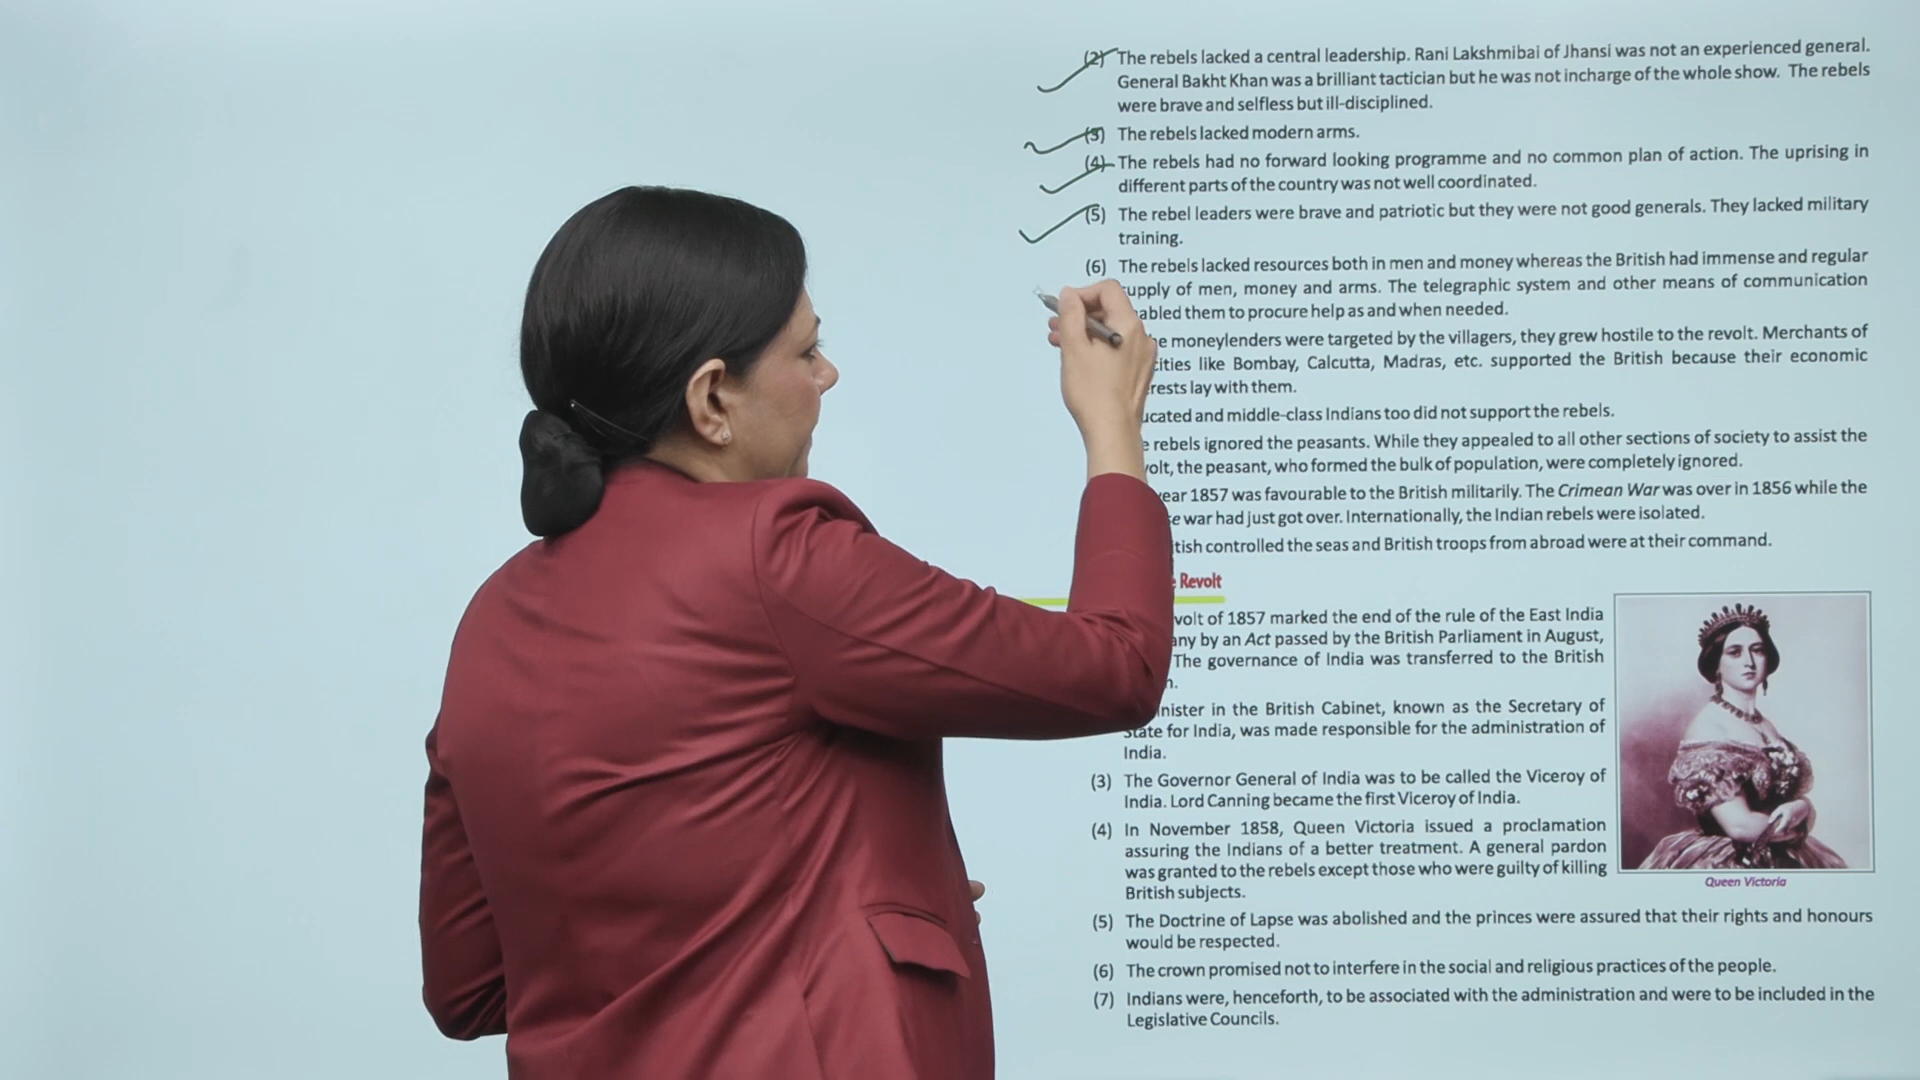 (2) The rebels lacked a central leadership. Rani Lakshmibai of Jhansi was not an experienced general.
General Bakht Khan was a brilliant tactician but he was not incharge of the whole show. The rebels
were brave and selfless but ill-disciplined.
(3) The rebels lacked modern arms.
(4) The rebels had no forward looking programme and no common plan of action. The uprising in
different parts of the country was not well coordinated.
(5) The rebel leaders were brave and patriotic but they were not good generals. They lacked military
training.
(6) The rebels lacked resources both in men and money whereas the British had immense and regular
of men, money and arms. The telegraphic system and other means of communication
them to procure help as and when needed.
moneylenders were targeted by the villagers, they grew hostile to the revolt. Merchants of
cities like Bombay, Calcutta, Madras, etc. supported the British because their economic
lay with them.
and middle-class Indians too did not support the rebels.
rebels ignored the peasants. While they appealed to all other sections of society to assist the
the peasant, who formed the bulk of population, were completely ignored.
year 1857 was favourable to the British militarily. The Crimean War was over in 1856 while the
war had just got over. Internationally, the Indian rebels were isolated.
controlled the seas and British troops from abroad were at their command.
Revolt
of 1857 marked the end of the rule of the East India
by an Act passed by the British Parliament in August,
The governance of India was transferred to the British
in the British Cabinet, known as the Secretary of
State for India, was made responsible for the administration of
India.
(3) The Governor General of India was to be called the Viceroy of
India. Lord Canning became the first Viceroy of India.
(4) In November 1858, Queen Victoria issued a proclamation
assuring the Indians of a better treatment. A general pardon
was granted to the rebels except those who were guilty of killing
British subjects.
Queen Victoria
(5) The Doctrine of Lapse was abolished and the princes were assured that their rights and honours
would be respected.
(6) The crown promised not to interfere in the social and religious practices of the people.
(7) Indians were, henceforth, to be associated with the administration and were to be included in the
Legislative Councils.